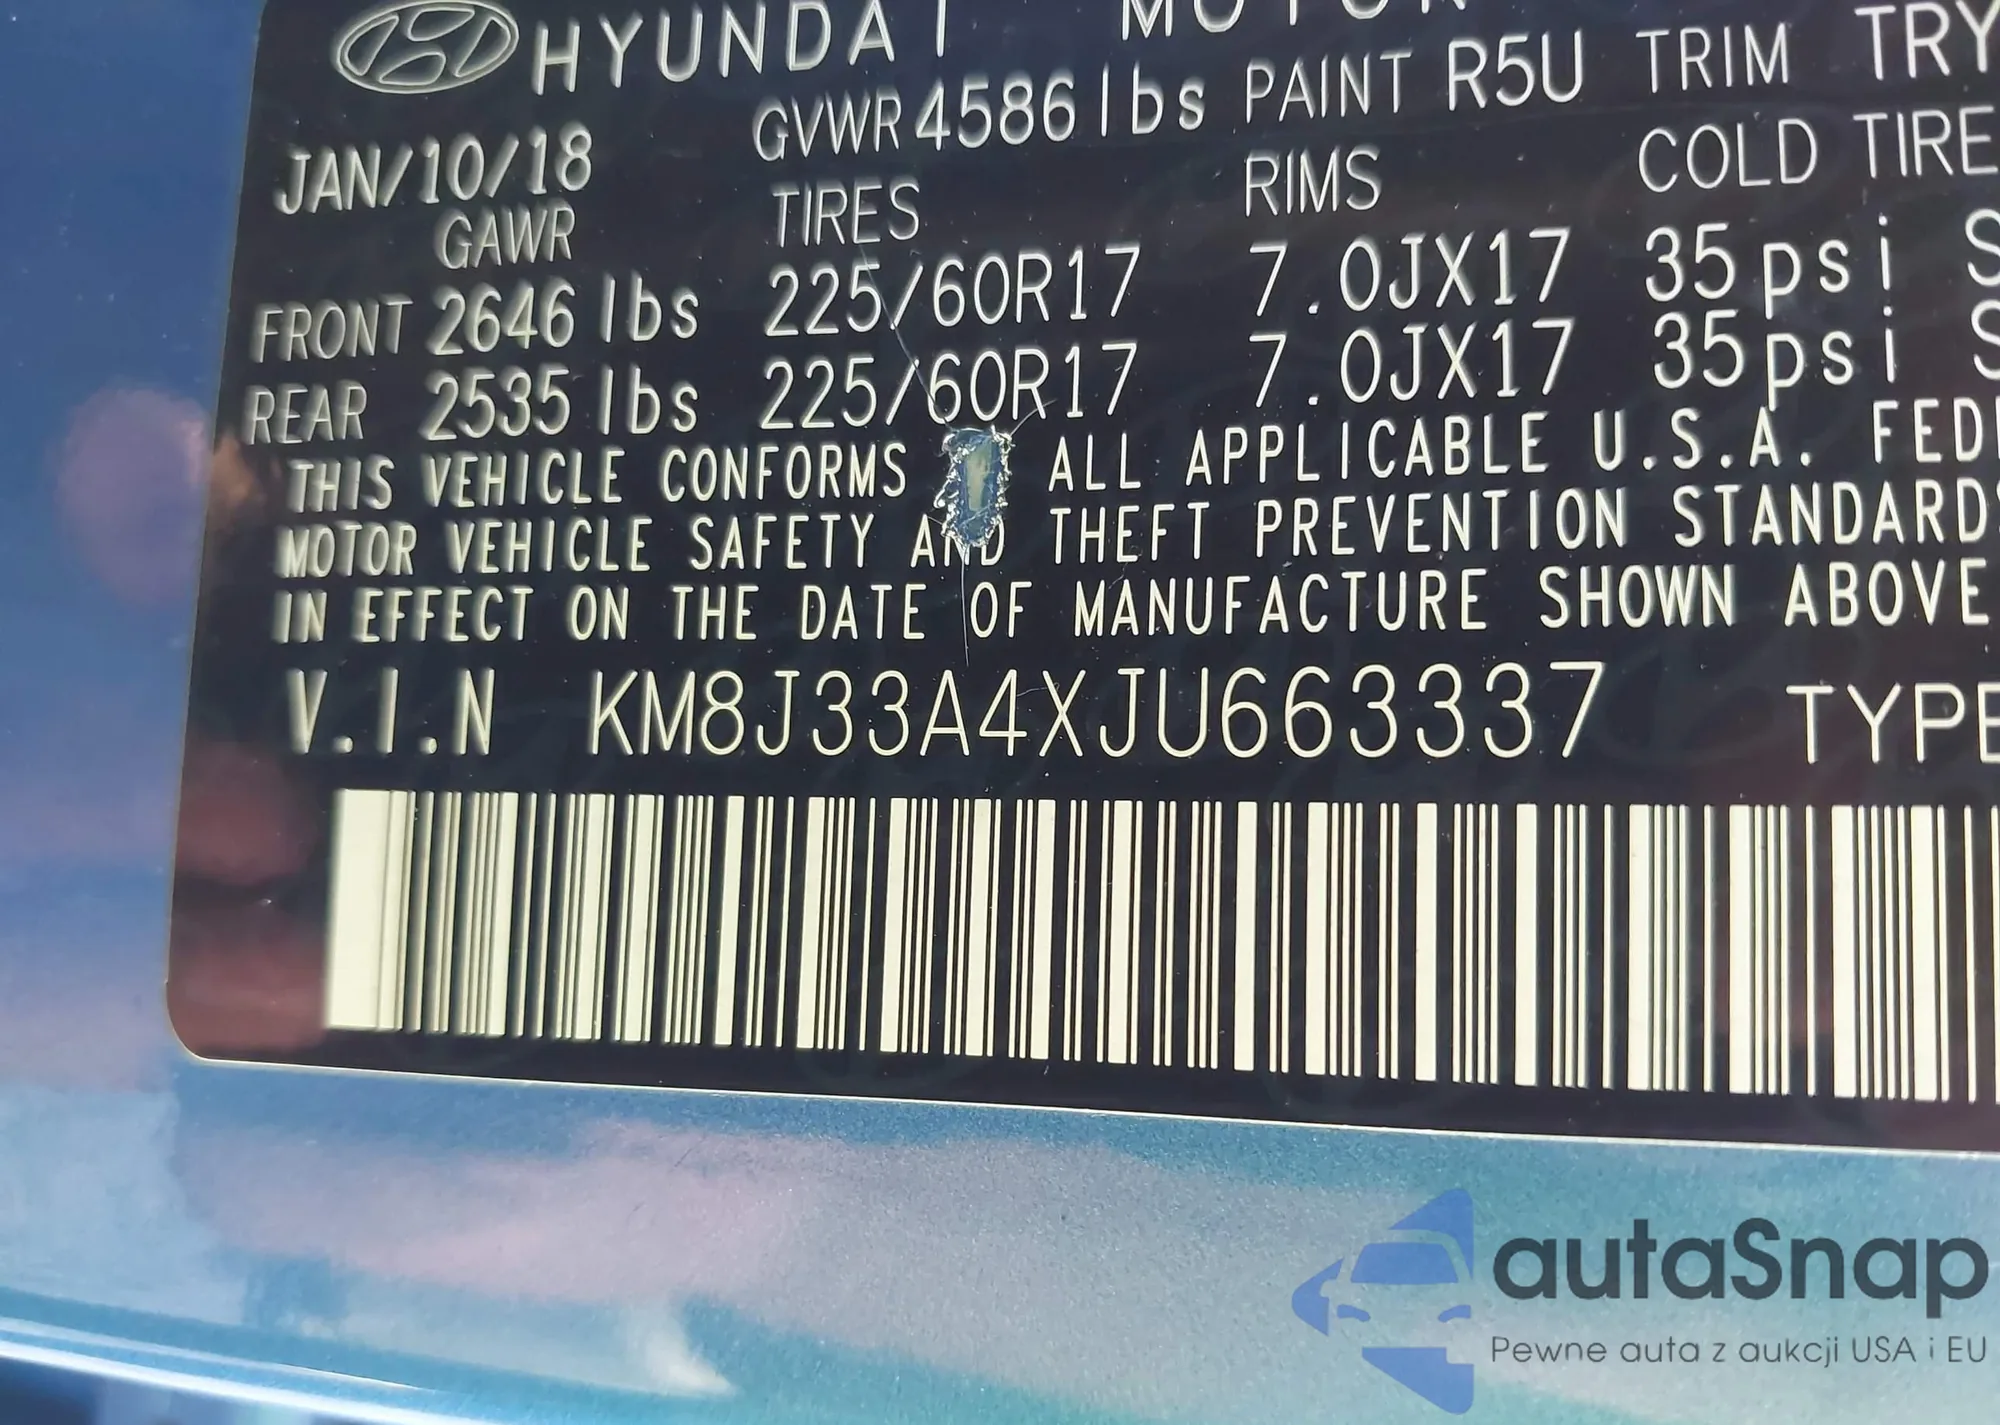 HYUNDAI MOTOR
JAN/10/18 GVWR 4586 lbs PAINT R5U TRIM TRY
GAWR TIRES RIMS COLD TIRE
FRONT 2646 lbs 225/60R17 7.0JX17 35psi S
REAR 2535 lbs 225/60R17 7.0JX17 35psi S
THIS VEHICLE CONFORMS ALL APPLICABLE U.S.A. FED
MOTOR VEHICLE SAFETY AND THEFT PREVENTION STANDARDS
IN EFFECT ON THE DATE OF MANUFACTURE SHOWN ABOVE
V.I.N KM8J33A4XJU663337 TYPE
autaSnap
Pewne auta z aukcji USA i EU